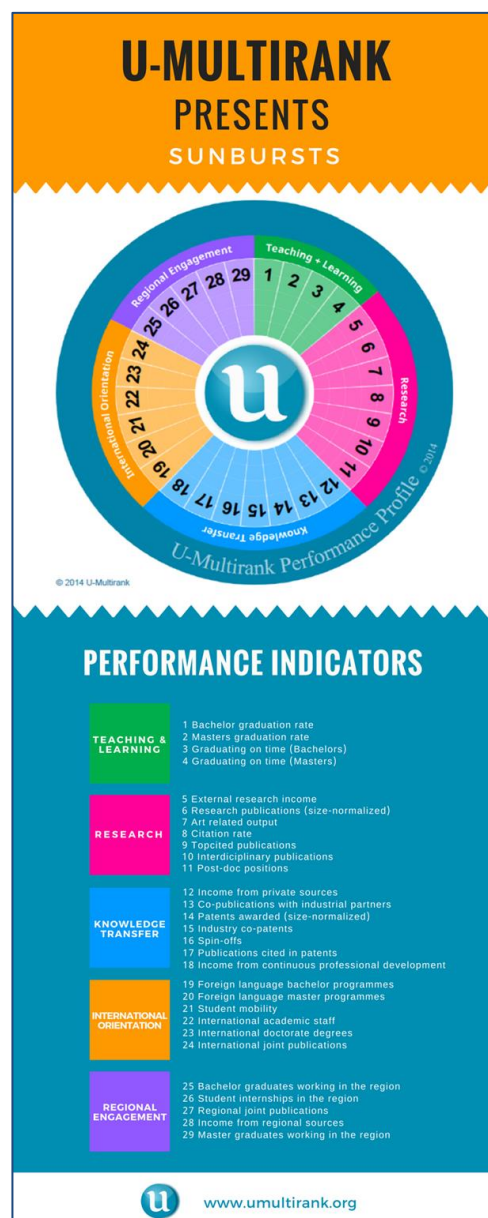 U-MULTIRANK
PRESENTS
SUNBURSTS
Teaching + Learning
1 2 3 4
Research
5 6 7 8 9 10 11
Knowledge Transfer
12 13 14 15 16 17 18
International Orientation
19 20 21 22 23 24
Regional Engagement
25 26 27 28 29
u
U-Multirank Performance Profile © 2014
© 2014 U-Multirank
PERFORMANCE INDICATORS
TEACHING &
LEARNING
1 Bachelor graduation rate
2 Masters graduation rate
3 Graduating on time (Bachelors)
4 Graduating on time (Masters)
RESEARCH
5 External research income
6 Research publications (size-normalized)
7 Art related output
8 Citation rate
9 Topcited publications
10 Interdiciplinary publications
11 Post-doc positions
KNOWLEDGE
TRANSFER
12 Income from private sources
13 Co-publications with industrial partners
14 Patents awarded (size-normalized)
15 Industry co-patents
16 Spin-offs
17 Publications cited in patents
18 Income from continuous professional development
INTERNATIONAL
ORIENTATION
19 Foreign language bachelor programmes
20 Foreign language master programmes
21 Student mobility
22 International academic staff
23 International doctorate degrees
24 International joint publications
REGIONAL
ENGAGEMENT
25 Bachelor graduates working in the region
26 Student internships in the region
27 Regional joint publications
28 Income from regional sources
29 Master graduates working in the region
u
www.umultirank.org